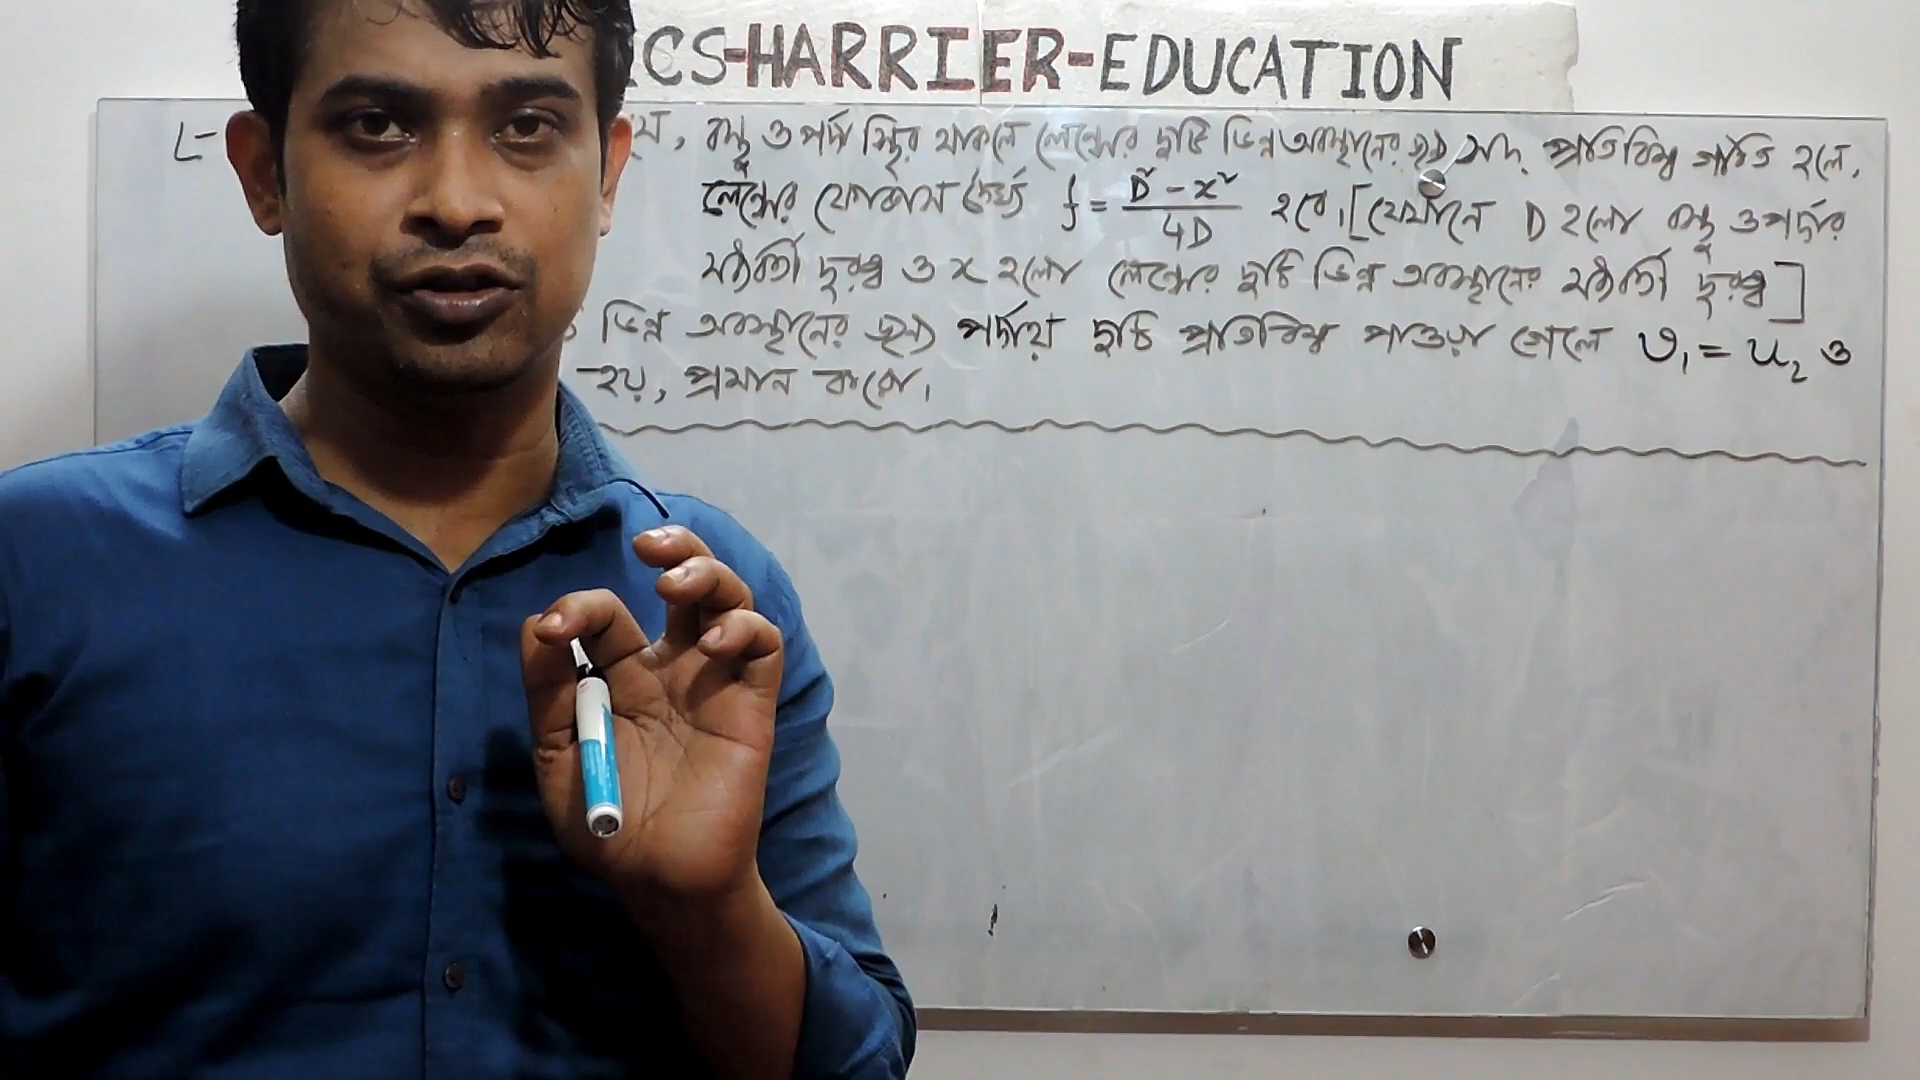 ICS-HARRIER-EDUCATION
L- যে, বস্তু ও পর্দা স্থির থাকলে লেন্সের দুটি ভিন্ন অবস্থানের জন্য সদ্ প্রতিবিম্ব গঠিত হলে,
লেন্সের ফোকাস দৈর্ঘ্য f = (D² - x²)/4D হবে। [যেখানে D হলো বস্তু ও পর্দার
মধ্যবর্তী দূরত্ব ও x হলো লেন্সের দুটি ভিন্ন অবস্থানের মধ্যবর্তী দূরত্ব]
ভিন্ন অবস্থানের জন্য পর্দায় দুটি প্রতিবিম্ব পাওয়া গেলে v₁ = u₂ ও
হয়, প্রমান করো।